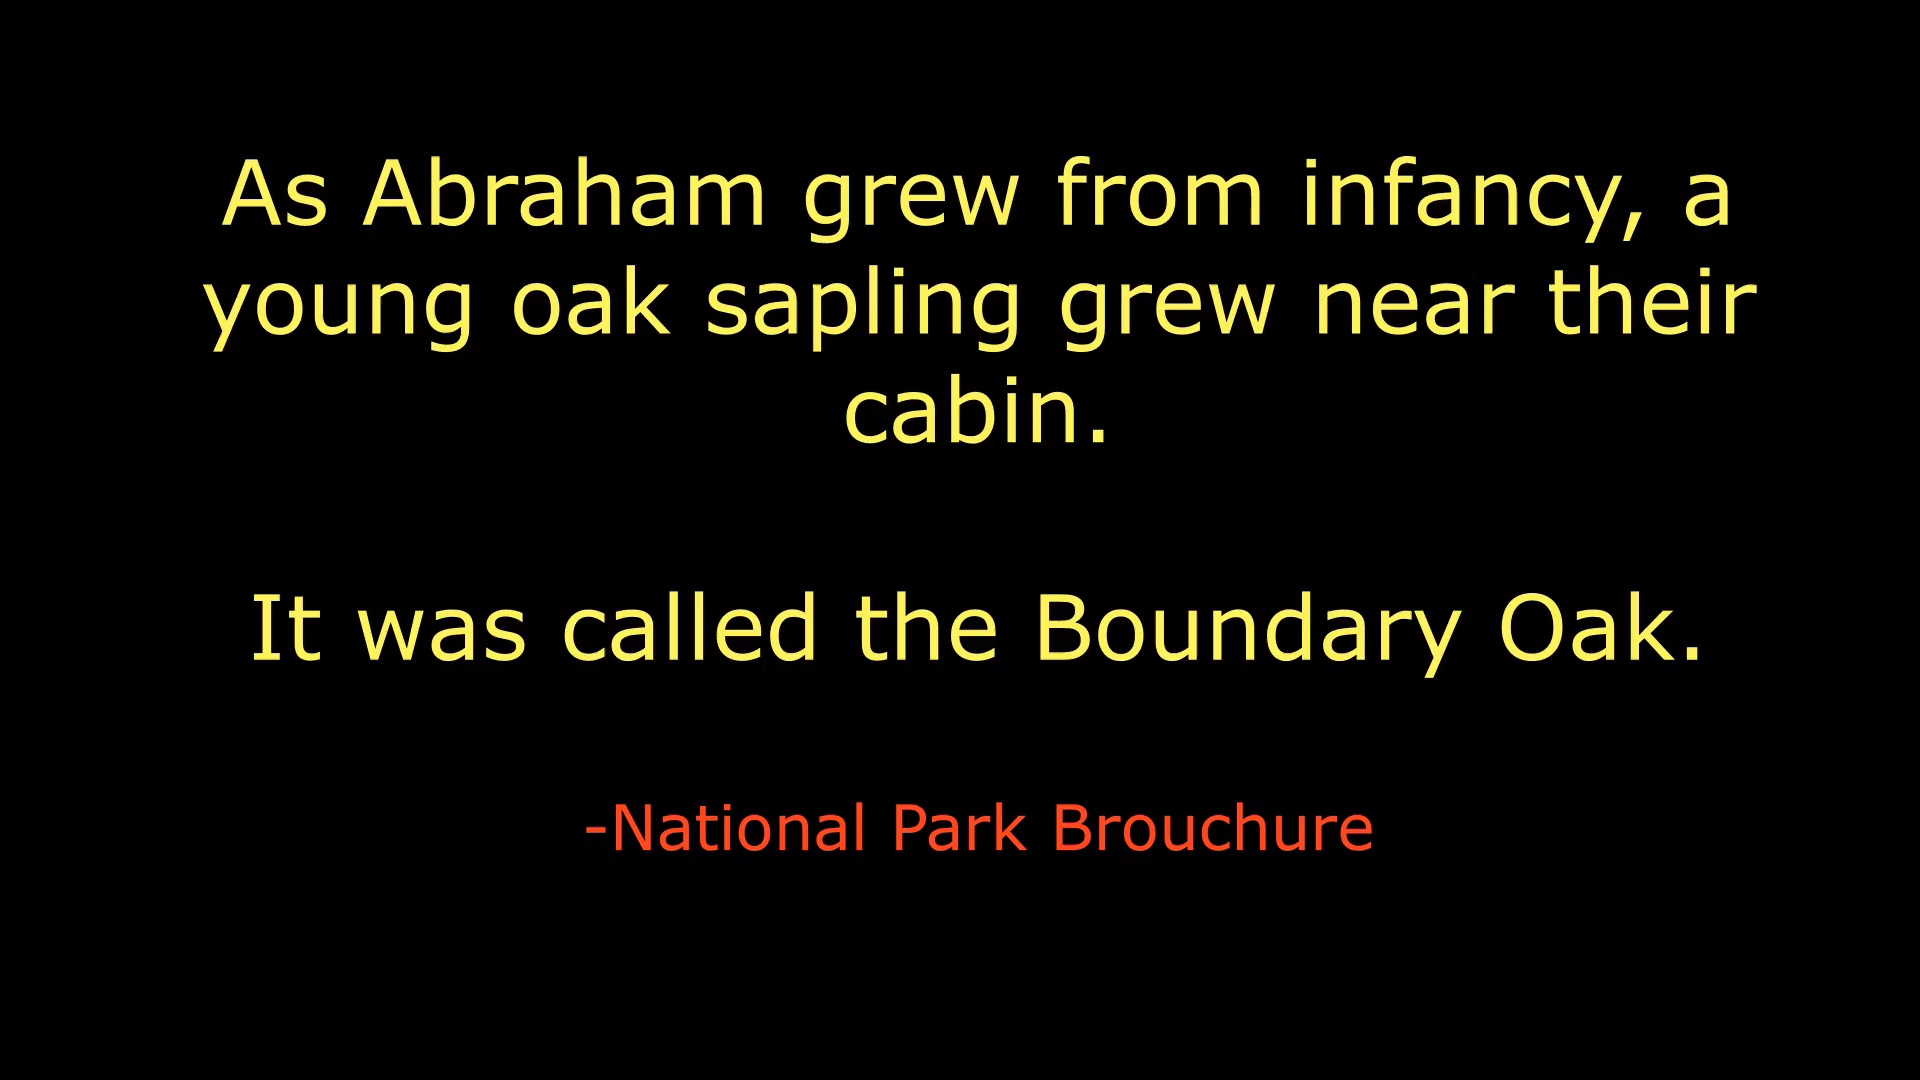 As Abraham grew from infancy, a
young oak sapling grew near their
cabin.
It was called the Boundary Oak.
-National Park Brouchure